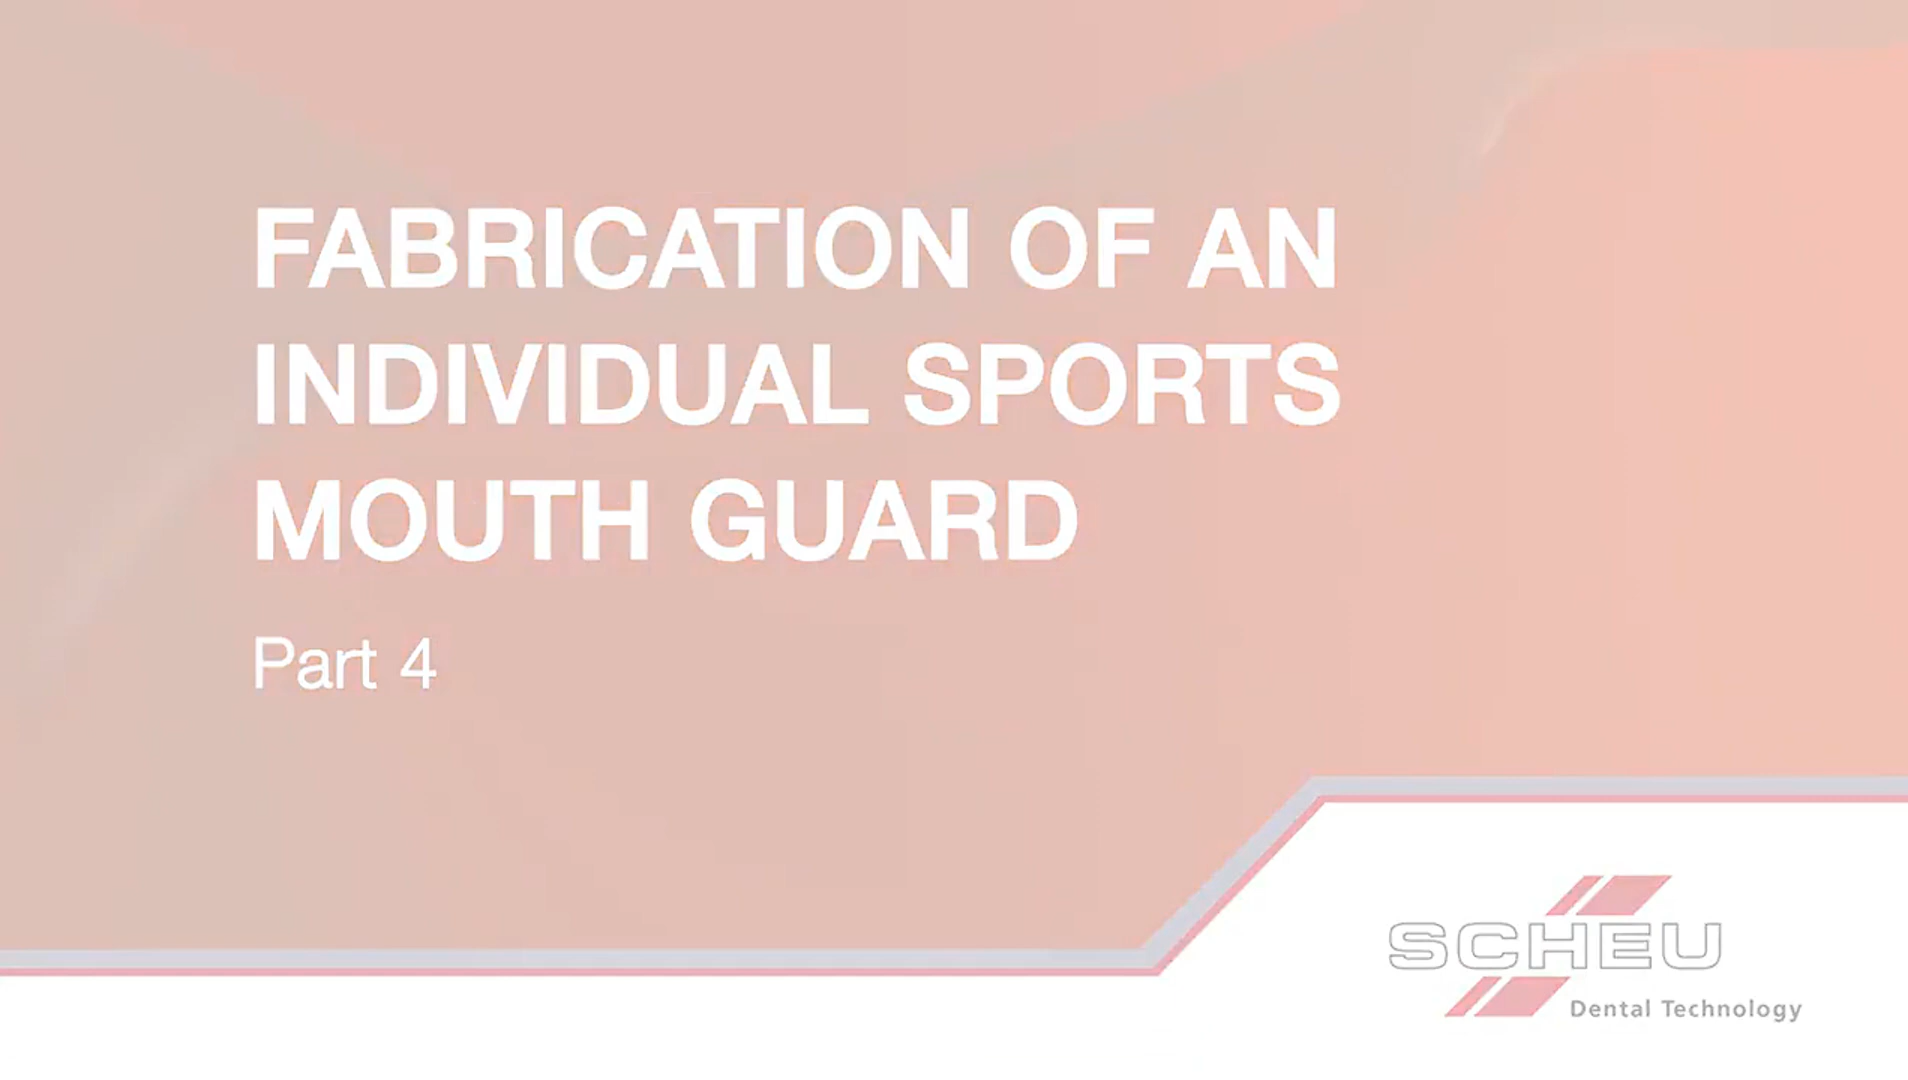 FABRICATION OF AN
INDIVIDUAL SPORTS
MOUTH GUARD
Part 4
SCHEU
Dental Technology